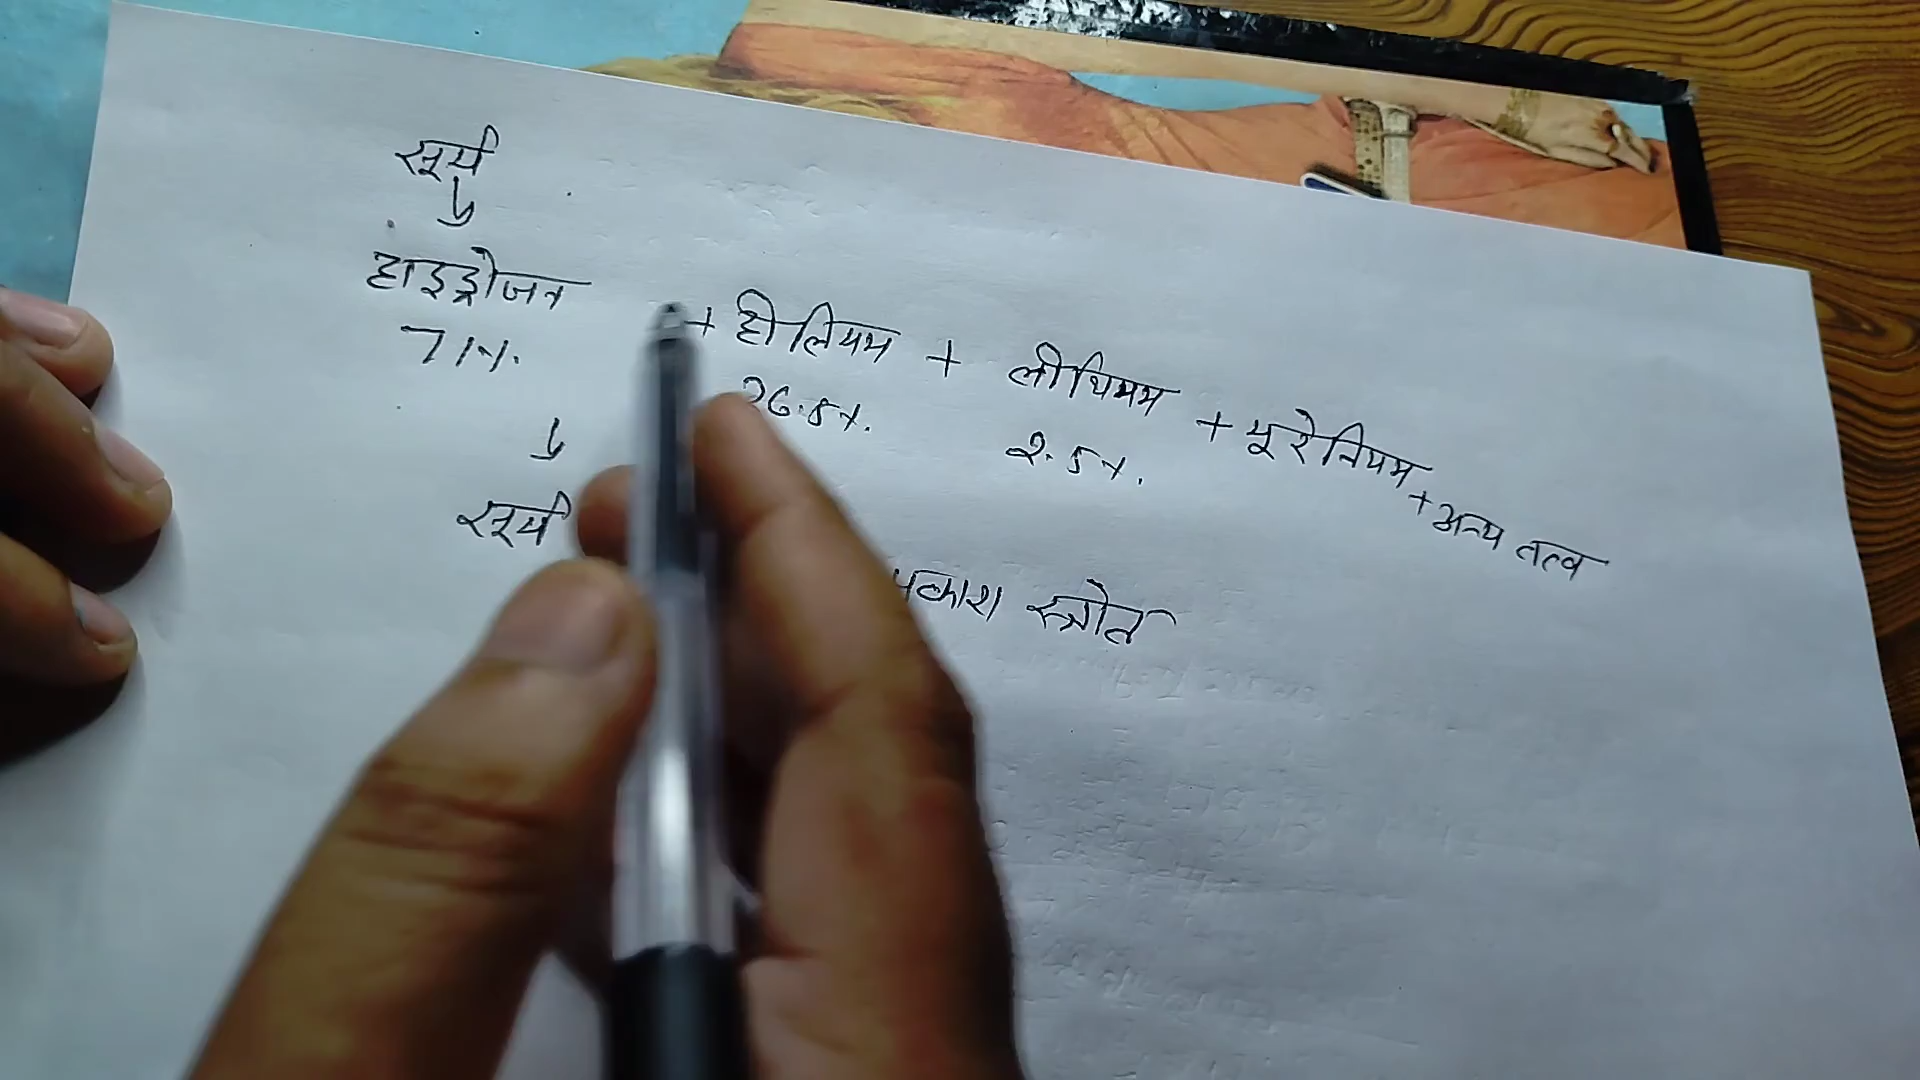 सूर्य
हाइड्रोजन + हीलियम + लीथियम + यूरेनियम + अन्य तत्व
71% 26.5% 2.5%
सूर्य प्रकाश स्त्रोत